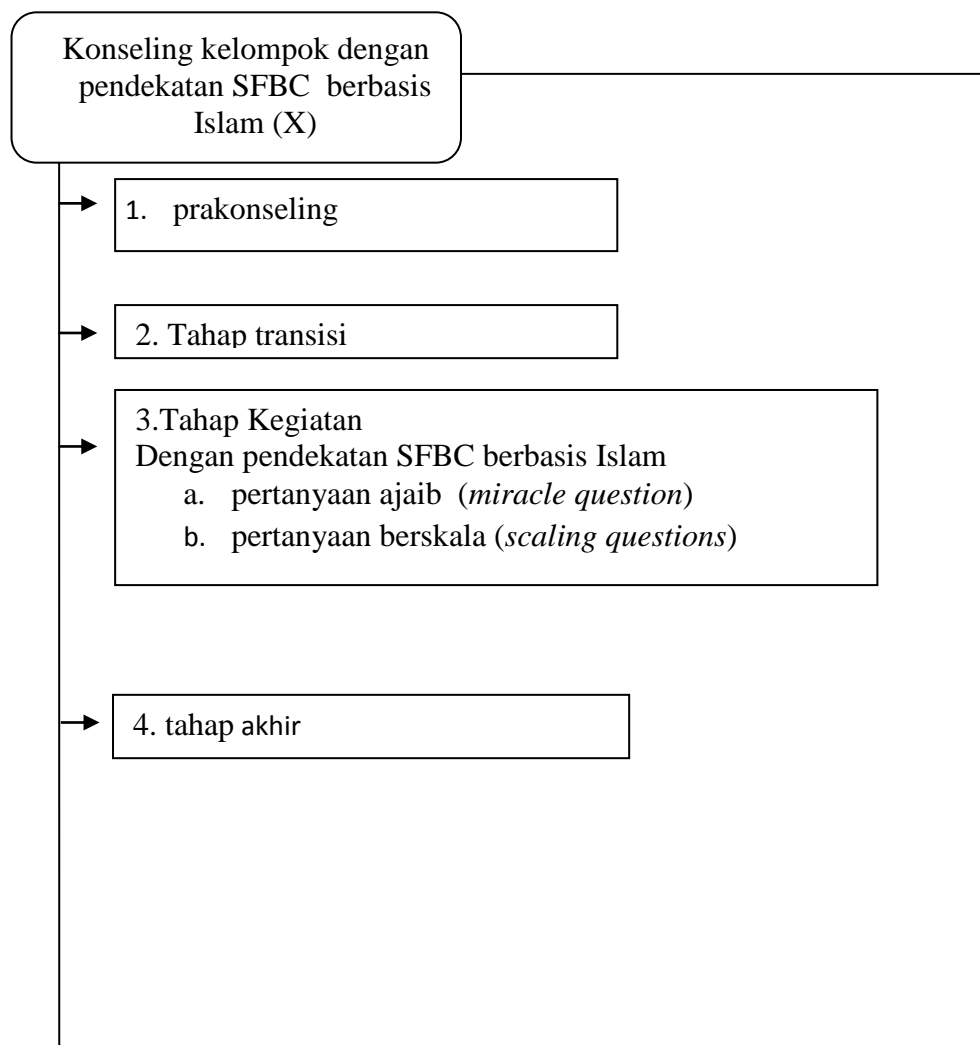 Konseling kelompok dengan
pendekatan SFBC berbasis
Islam (X)
1. prakonseling
2. Tahap transisi
3.Tahap Kegiatan
Dengan pendekatan SFBC berbasis Islam
a. pertanyaan ajaib (miracle question)
b. pertanyaan berskala (scaling questions)
4. tahap akhir